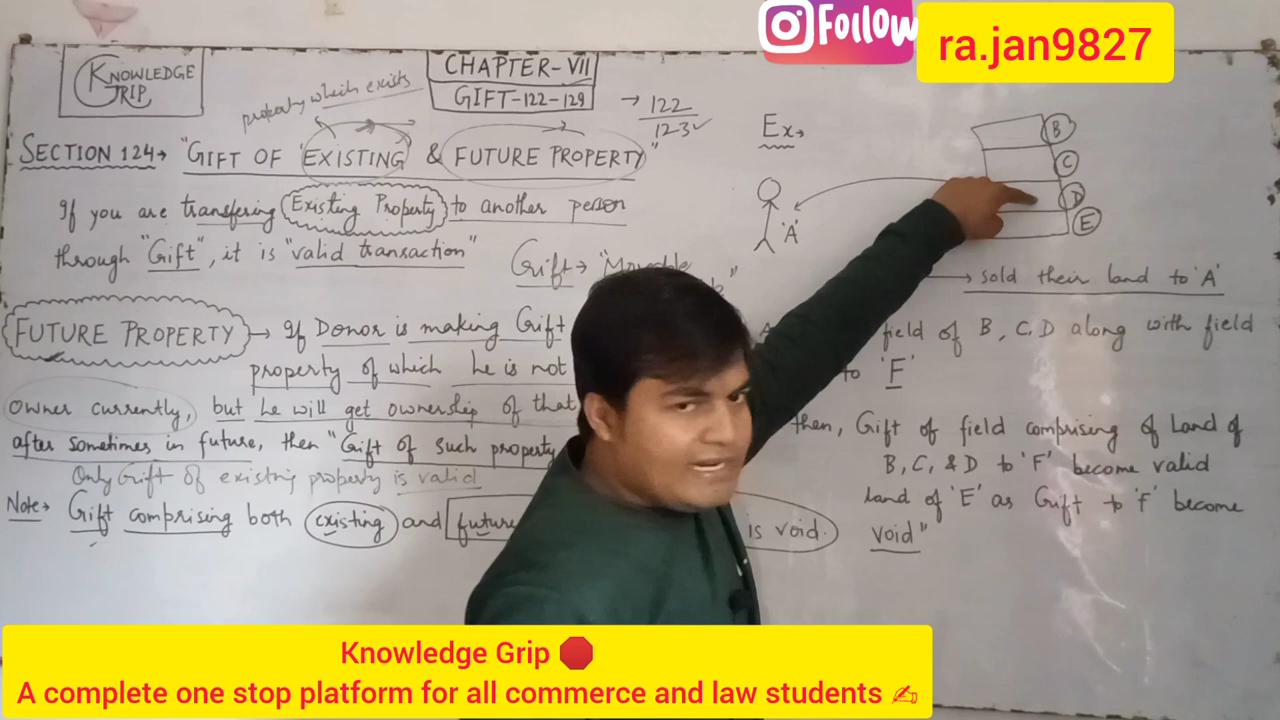 Follow
ra.jan9827
KNOWLEDGE
GRIP
CHAPTER-VII
GIFT-122-129
→ 122
123✓
property which exists
SECTION 124→ "GIFT OF 'EXISTING & FUTURE PROPERTY"
If you are transfering Existing Property to another person
through "Gift", it is "valid transaction"
Gift → "Movable
FUTURE PROPERTY → If Donor is making Gift
property of which he is not
owner currently, but he will get ownership of that
after sometimes in future, then "Gift of such property
Only Gift of existing property is valid
Note→ Gift comprising both existing and future is void.
Ex→
B
C
D
E
'A'
→ sold their land to 'A'
field of B, C, D along with field
to 'F'
then, Gift of field comprising of Land of
B, C, & D to 'F' become valid
land of 'E' as Gift to 'F' become
void"
Knowledge Grip 🛑
A complete one stop platform for all commerce and law students ✍